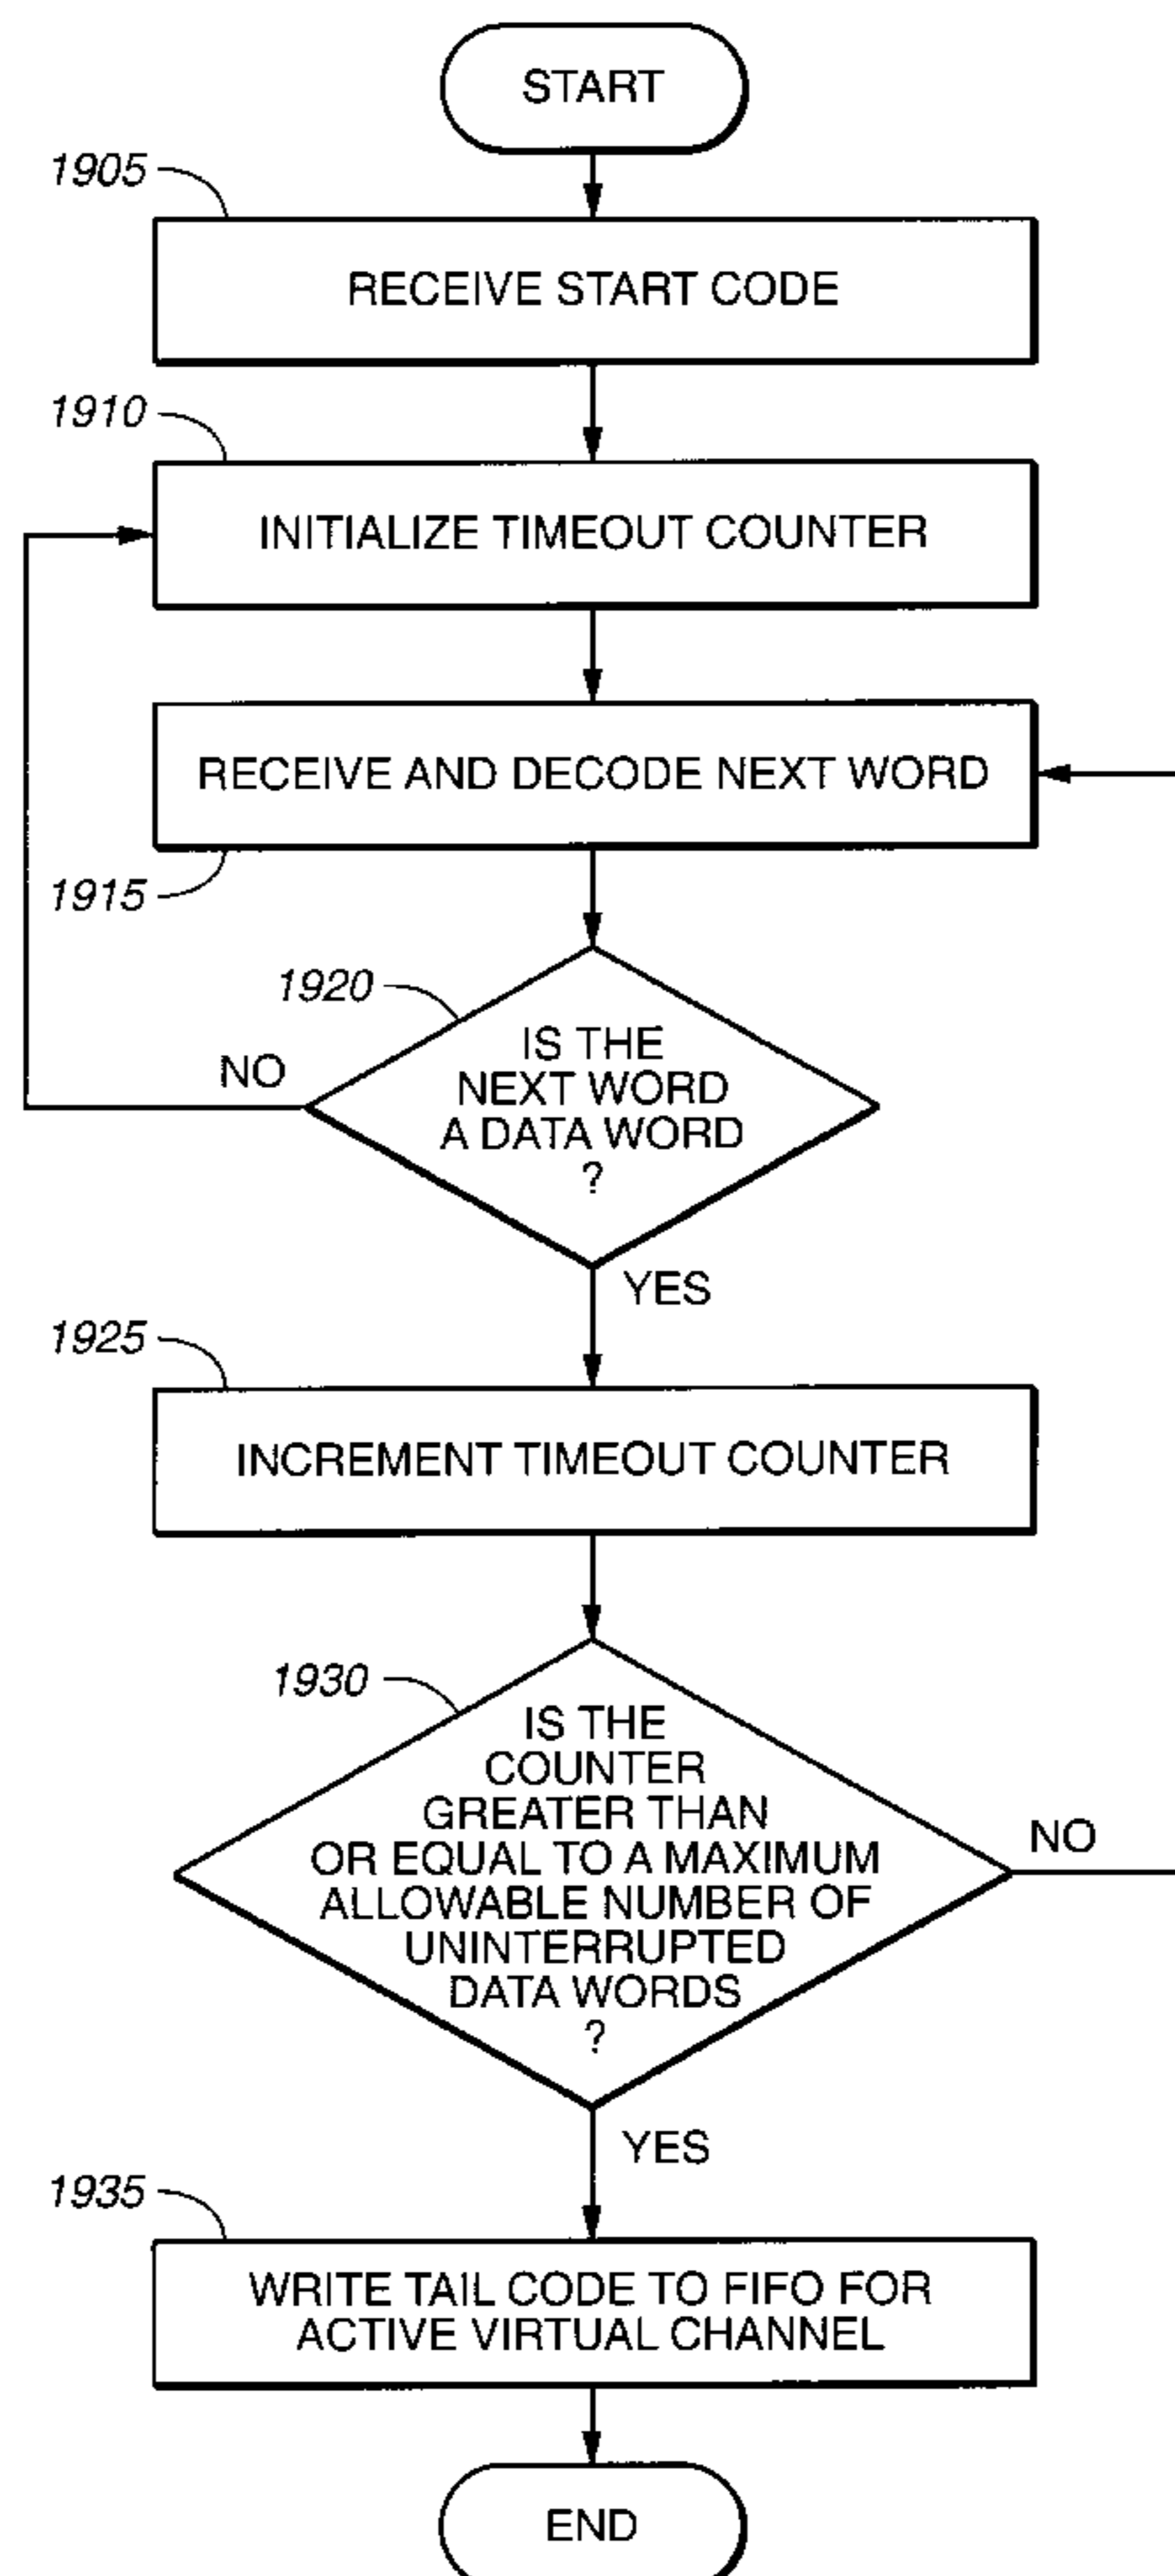 START
1905
RECEIVE START CODE
1910
INITIALIZE TIMEOUT COUNTER
RECEIVE AND DECODE NEXT WORD
1915
1920
IS THE
NEXT WORD
A DATA WORD
?
NO
YES
1925
INCREMENT TIMEOUT COUNTER
1930
IS THE
COUNTER
GREATER THAN
OR EQUAL TO A MAXIMUM
ALLOWABLE NUMBER OF
UNINTERRUPTED
DATA WORDS
?
NO
YES
1935
WRITE TAIL CODE TO FIFO FOR
ACTIVE VIRTUAL CHANNEL
END